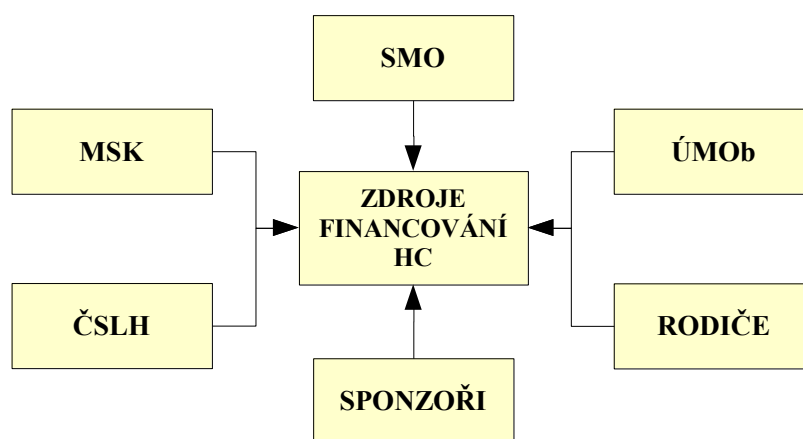 SMO
MSK
ÚMOb
ZDROJE
FINANCOVÁNÍ
HC
ČSLH
RODIČE
SPONZOŘI